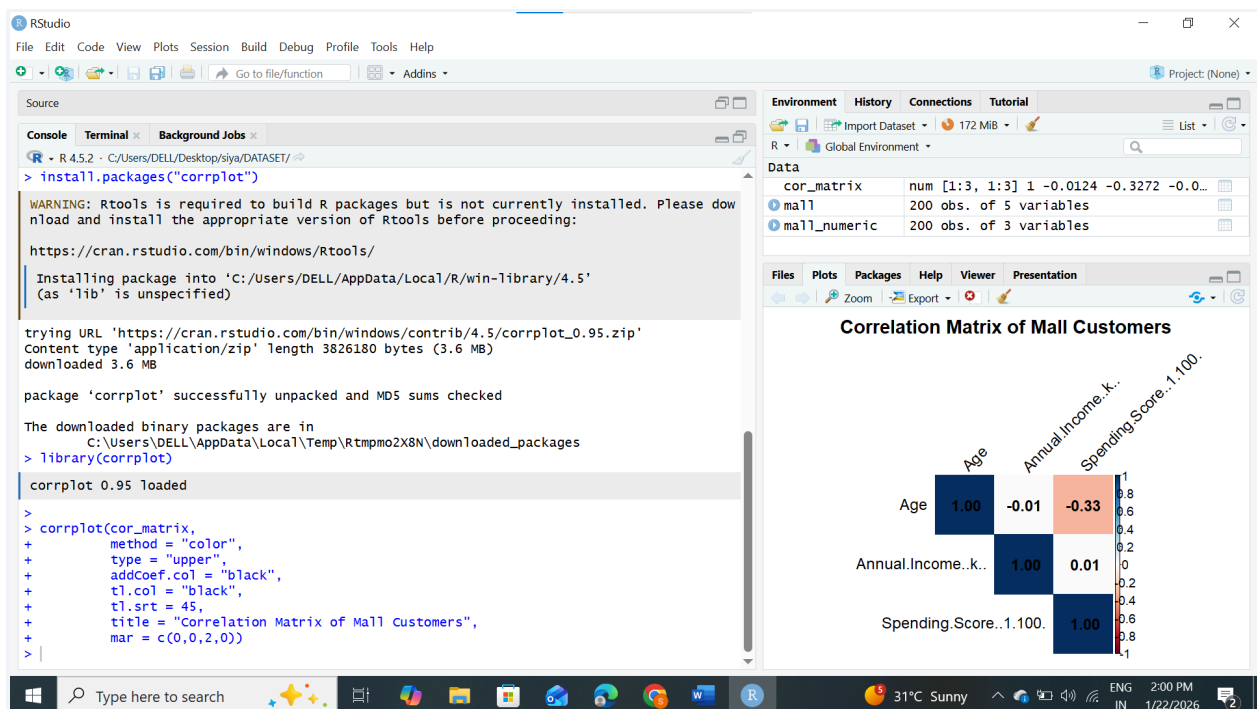 RStudio
File Edit Code View Plots Session Build Debug Profile Tools Help
Go to file/function
Addins
Project: (None)
Source
Console Terminal Background Jobs
R 4.5.2 · C:/Users/DELL/Desktop/siya/DATASET/
> install.packages("corrplot")
WARNING: Rtools is required to build R packages but is not currently installed. Please dow
nload and install the appropriate version of Rtools before proceeding:
https://cran.rstudio.com/bin/windows/Rtools/
Installing package into ‘C:/Users/DELL/AppData/Local/R/win-library/4.5’
(as ‘lib’ is unspecified)
trying URL 'https://cran.rstudio.com/bin/windows/contrib/4.5/corrplot_0.95.zip'
Content type 'application/zip' length 3826180 bytes (3.6 MB)
downloaded 3.6 MB
package ‘corrplot’ successfully unpacked and MD5 sums checked
The downloaded binary packages are in
C:\Users\DELL\AppData\Local\Temp\Rtmpmo2X8N\downloaded_packages
> library(corrplot)
corrplot 0.95 loaded
>
> corrplot(cor_matrix,
+ method = "color",
+ type = "upper",
+ addCoef.col = "black",
+ tl.col = "black",
+ tl.srt = 45,
+ title = "Correlation Matrix of Mall Customers",
+ mar = c(0,0,2,0))
>
Environment History Connections Tutorial
Import Dataset 172 MiB List
R Global Environment
Data
cor_matrix num [1:3, 1:3] 1 -0.0124 -0.3272 -0.0…
mall 200 obs. of 5 variables
mall_numeric 200 obs. of 3 variables
Files Plots Packages Help Viewer Presentation
Zoom Export
Correlation Matrix of Mall Customers
Age
Annual.Income..k..
Spending.Score..1.100.
Age 1.00 -0.01 -0.33
Annual.Income..k.. 1.00 0.01
Spending.Score..1.100. 1.00
1
0.8
0.6
0.4
0.2
0
-0.2
-0.4
-0.6
-0.8
-1
Type here to search
5
31°C Sunny
ENG
IN
2:00 PM
1/22/2026
2